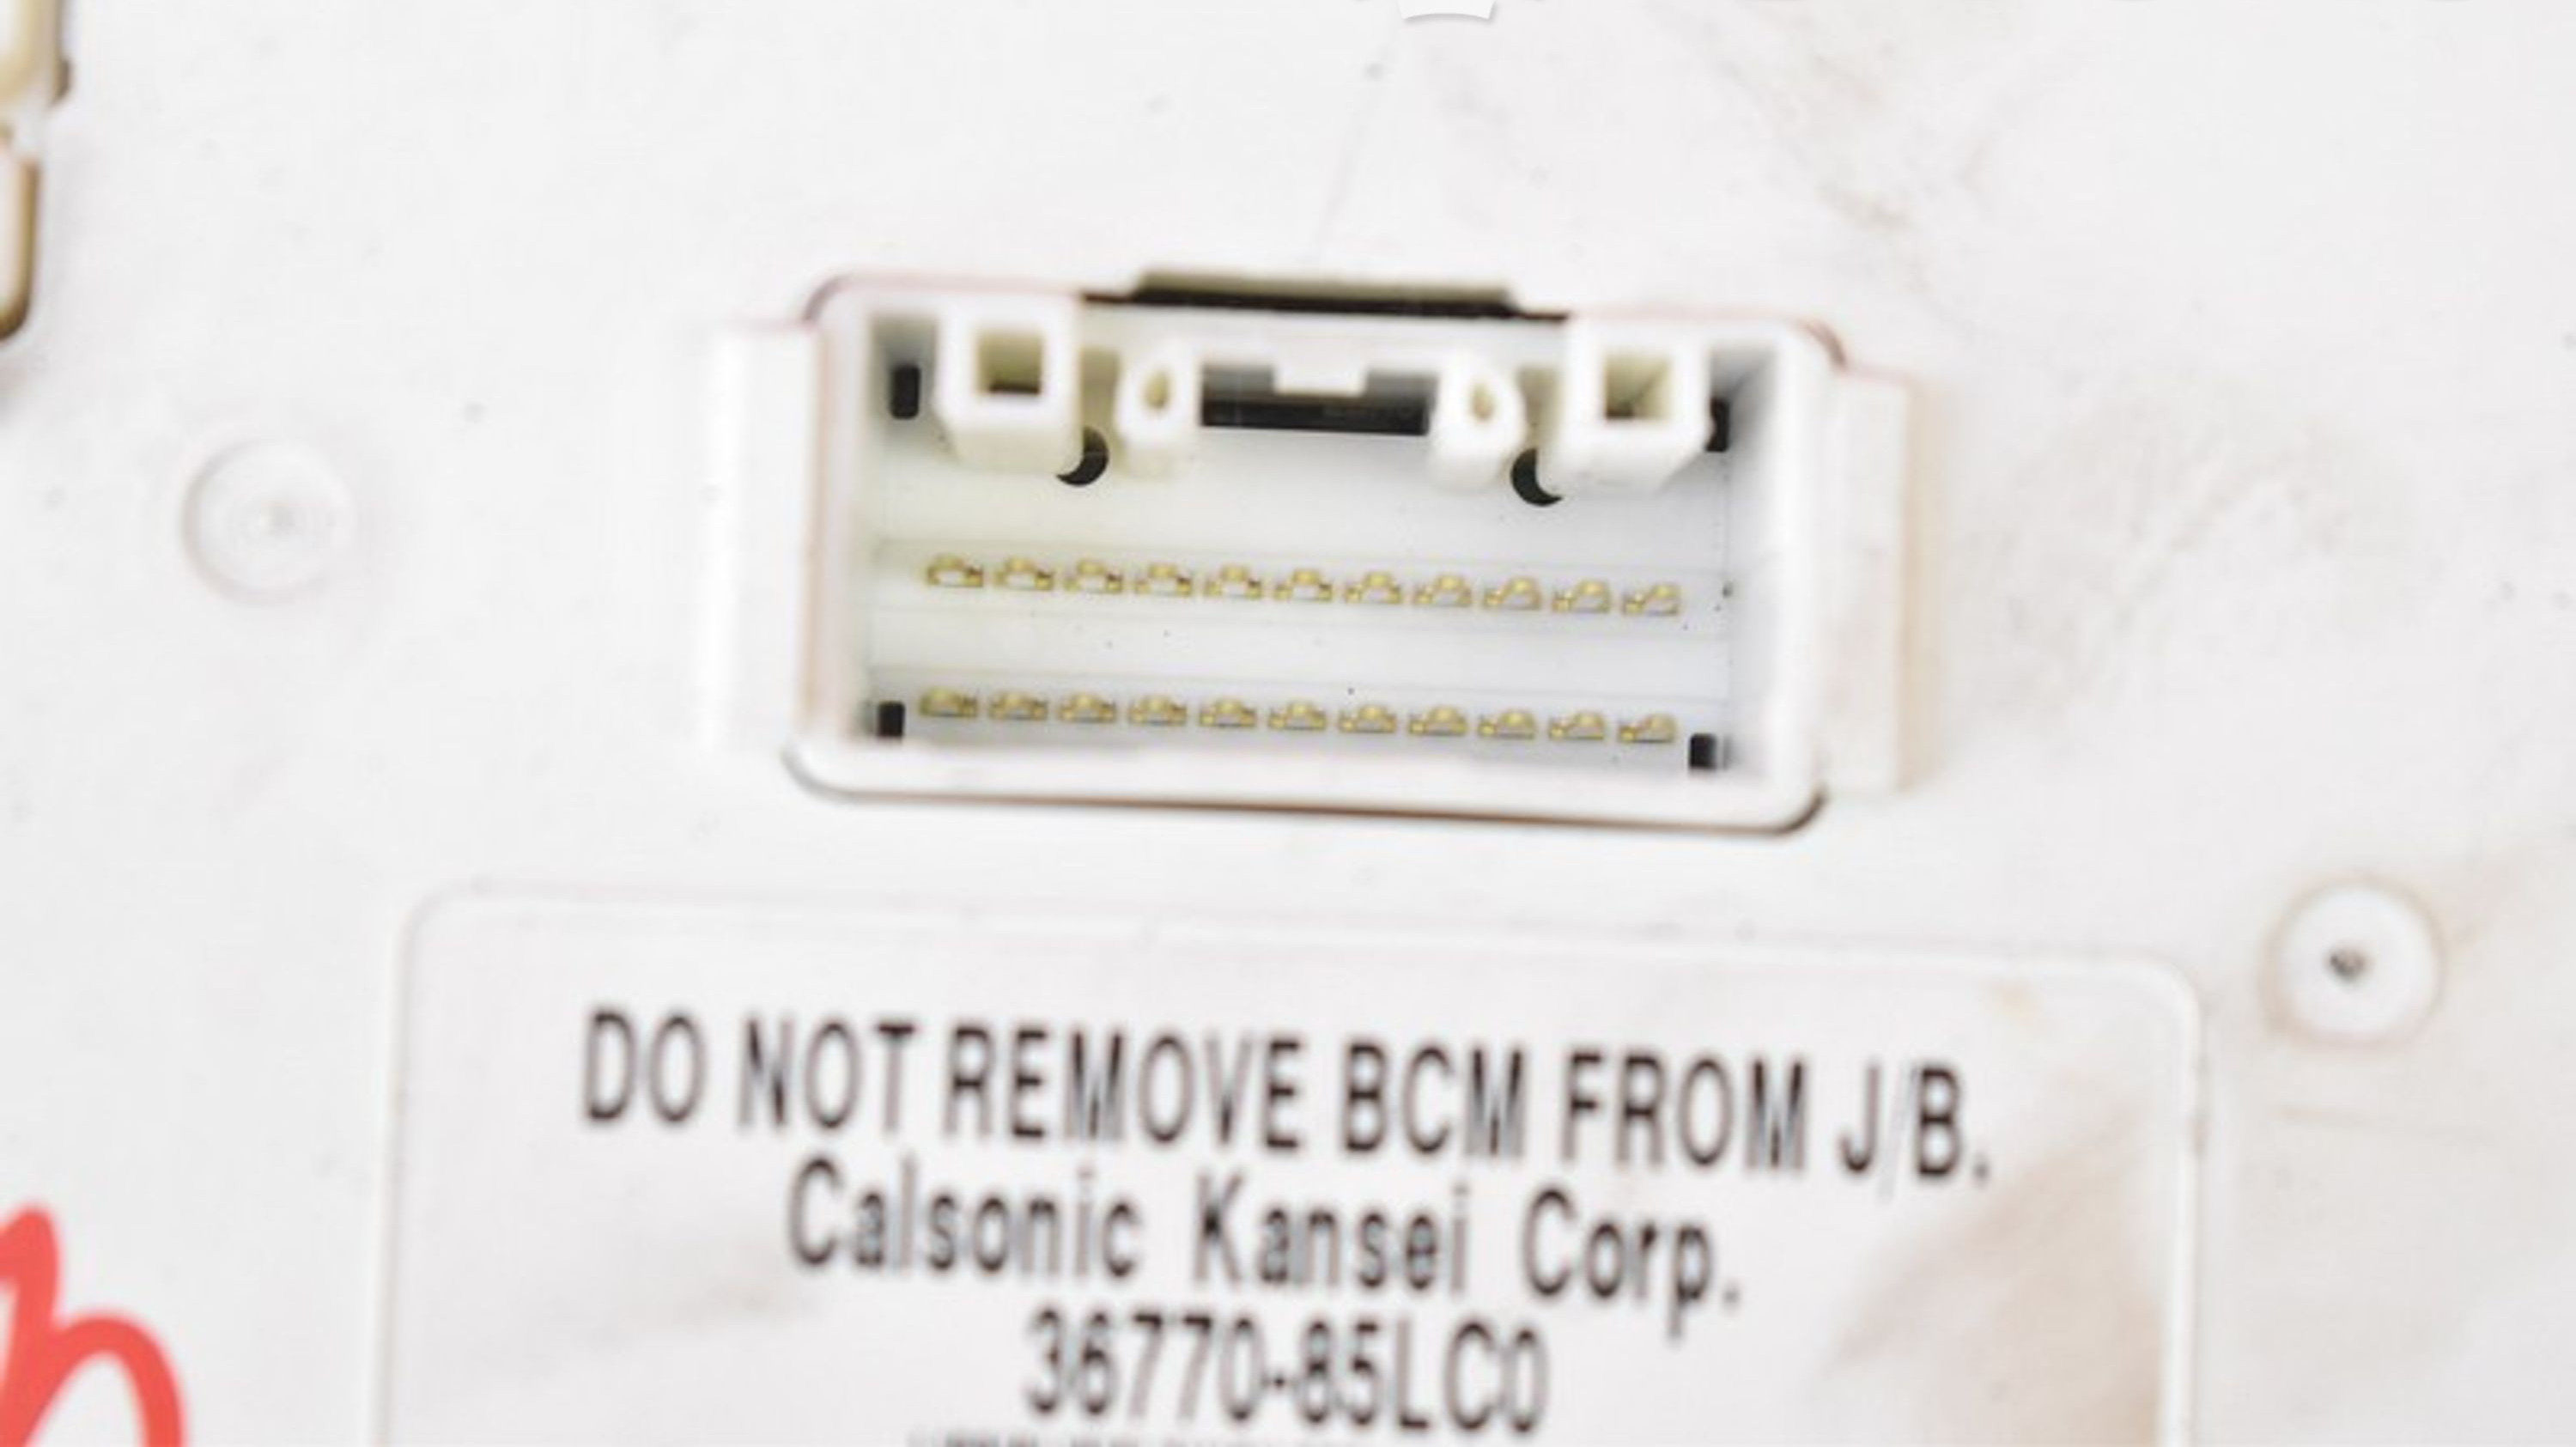 DO NOT REMOVE BCM FROM J/B.
Calsonic Kansei Corp.
36770-85LC0